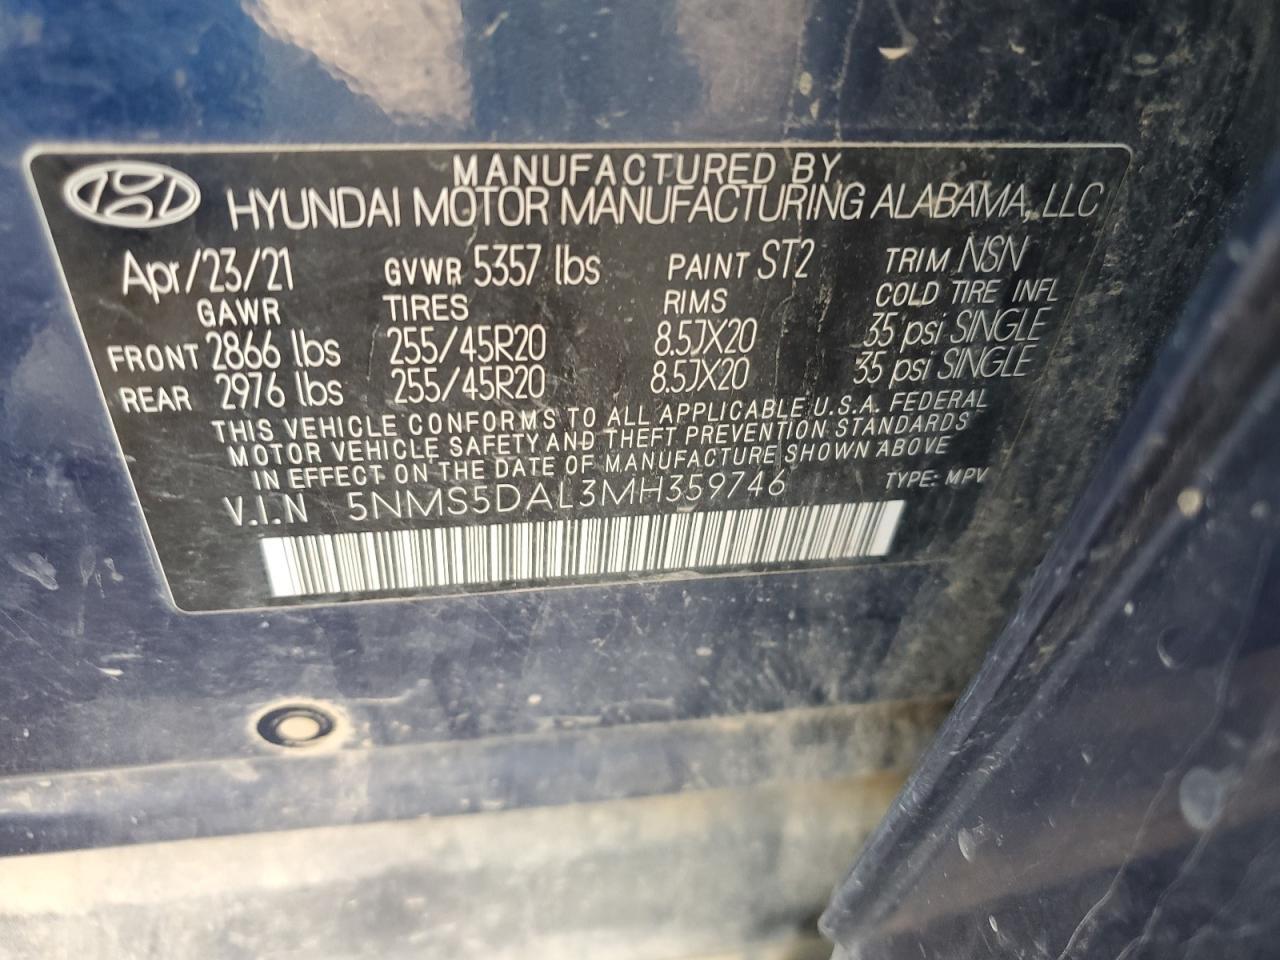 MANUFACTURED BY
HYUNDAI MOTOR MANUFACTURING ALABAMA, LLC
Apr/23/21 GVWR 5357 lbs PAINT ST2 TRIM NSN
GAWR TIRES RIMS COLD TIRE INFL
FRONT 2866 lbs 255/45R20 8.5JX20 35 psi SINGLE
REAR 2976 lbs 255/45R20 8.5JX20 35 psi SINGLE
THIS VEHICLE CONFORMS TO ALL APPLICABLE U.S.A. FEDERAL
MOTOR VEHICLE SAFETY AND THEFT PREVENTION STANDARDS
IN EFFECT ON THE DATE OF MANUFACTURE SHOWN ABOVE
V.I.N 5NMS5DAL3MH359746 TYPE: MPV